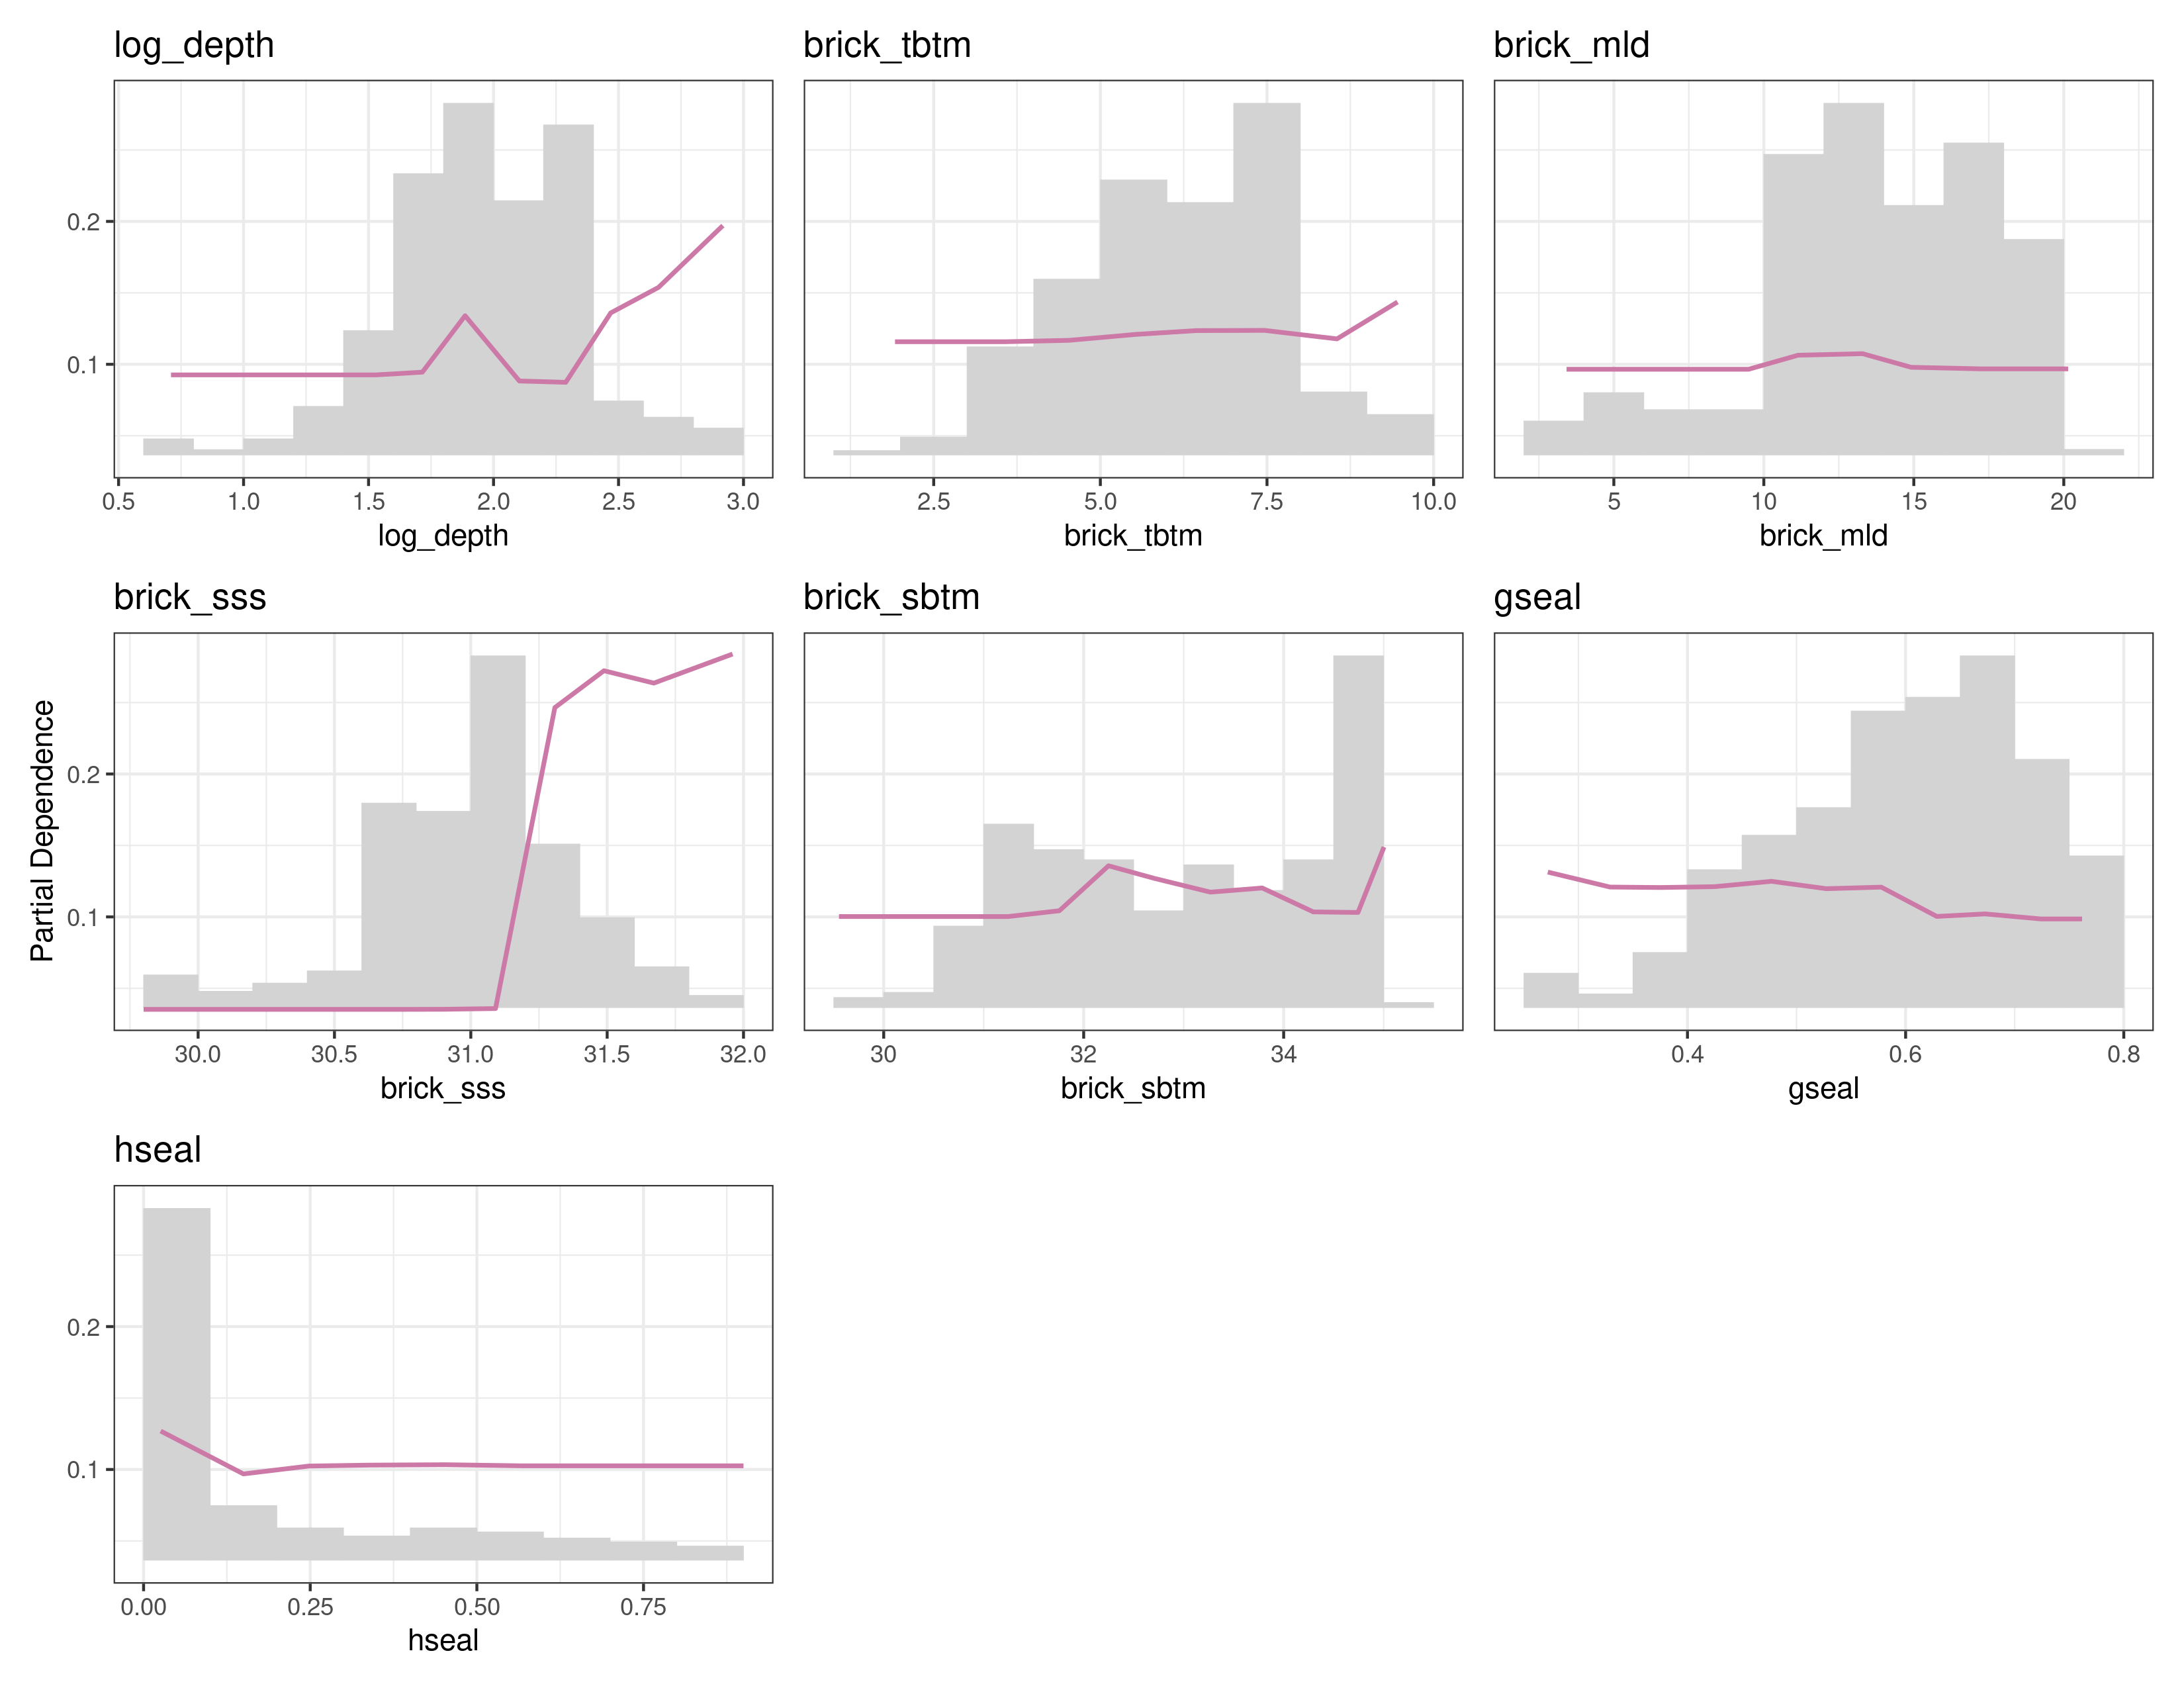 log_depth
brick_tbtm
brick_mld
0.2
0.1
0.5 1.0 1.5 2.0 2.5 3.0
2.5 5.0 7.5 10.0
5 10 15 20
log_depth
brick_tbtm
brick_mld
brick_sss
brick_sbtm
gseal
Partial Dependence
0.2
0.1
30.0 30.5 31.0 31.5 32.0
30 32 34
0.4 0.6 0.8
brick_sss
brick_sbtm
gseal
hseal
0.2
0.1
0.00 0.25 0.50 0.75
hseal